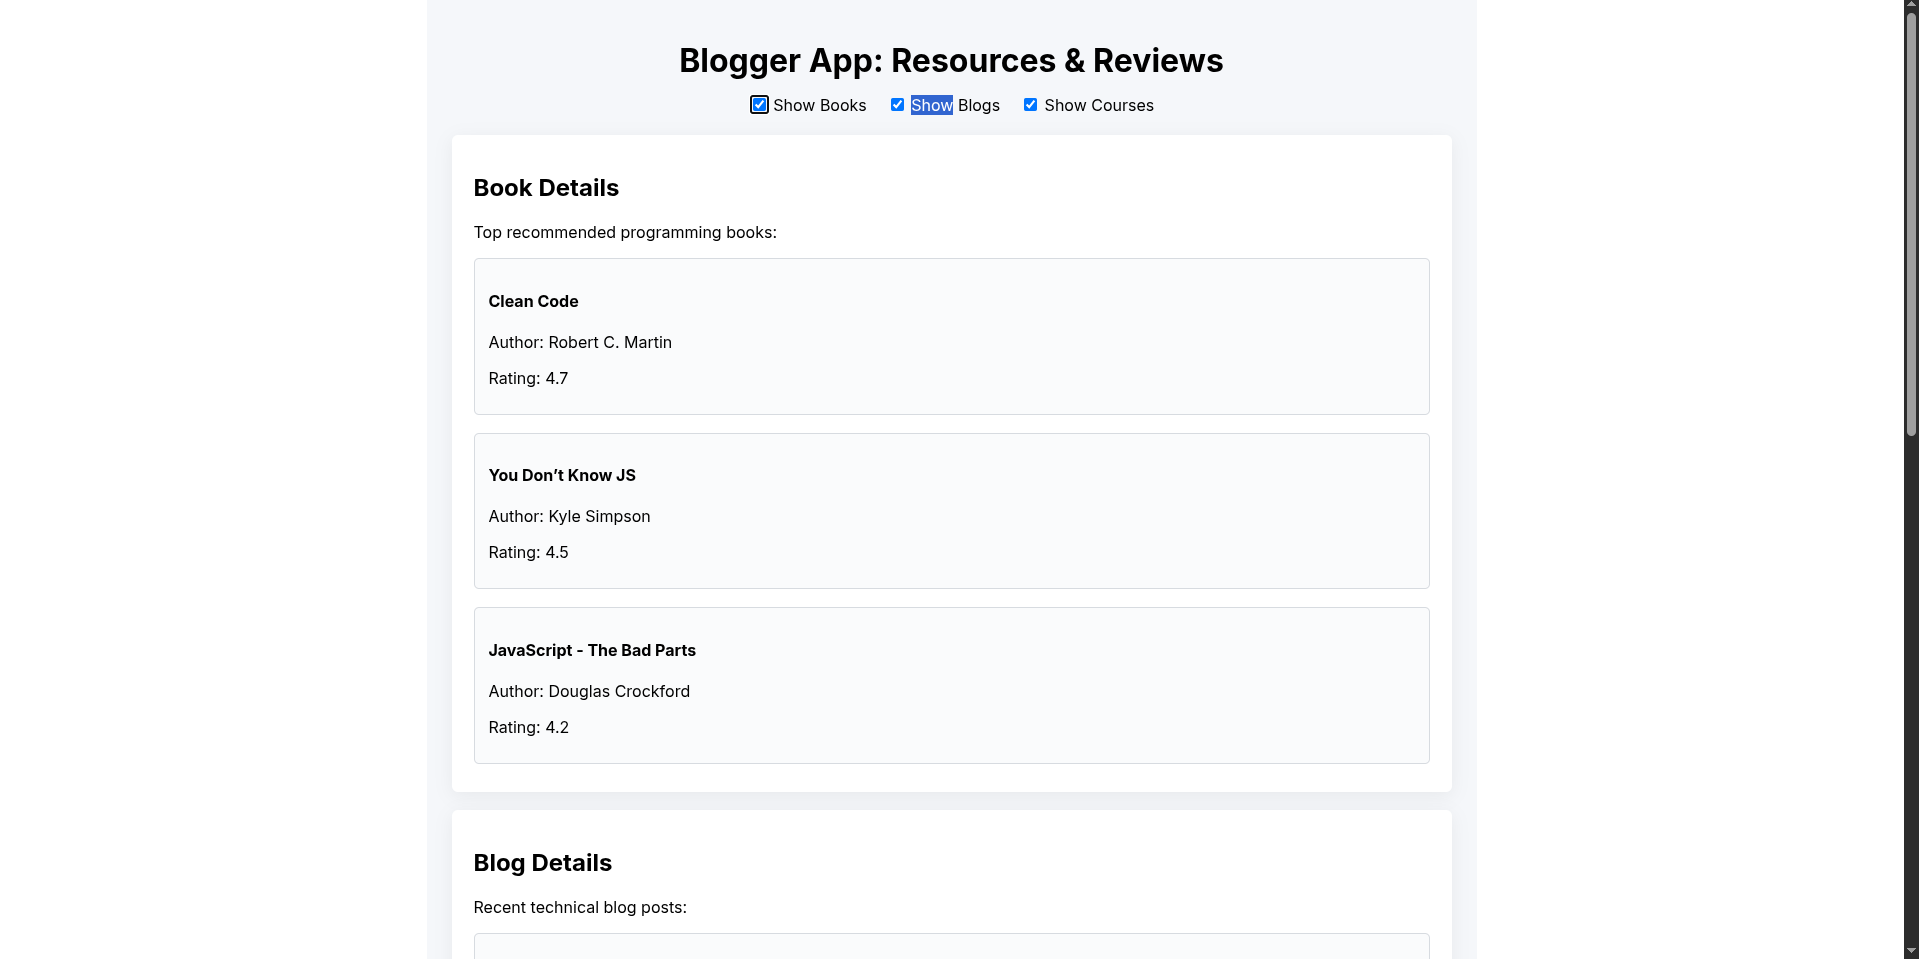 Blogger App: Resources & Reviews
Show Books Show Blogs Show Courses
Book Details
Top recommended programming books:
Clean Code
Author: Robert C. Martin
Rating: 4.7
You Don’t Know JS
Author: Kyle Simpson
Rating: 4.5
JavaScript - The Bad Parts
Author: Douglas Crockford
Rating: 4.2
Blog Details
Recent technical blog posts: